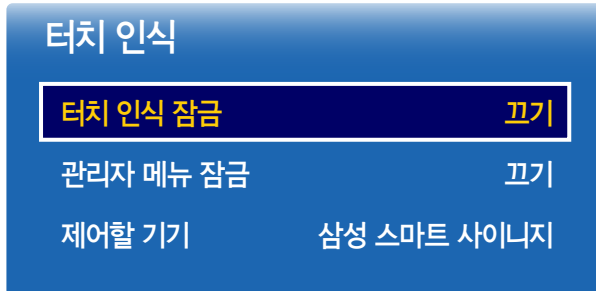 터치 인식
터치 인식 잠금 끄기
관리자 메뉴 잠금 끄기
제어할 기기 삼성 스마트 사이니지